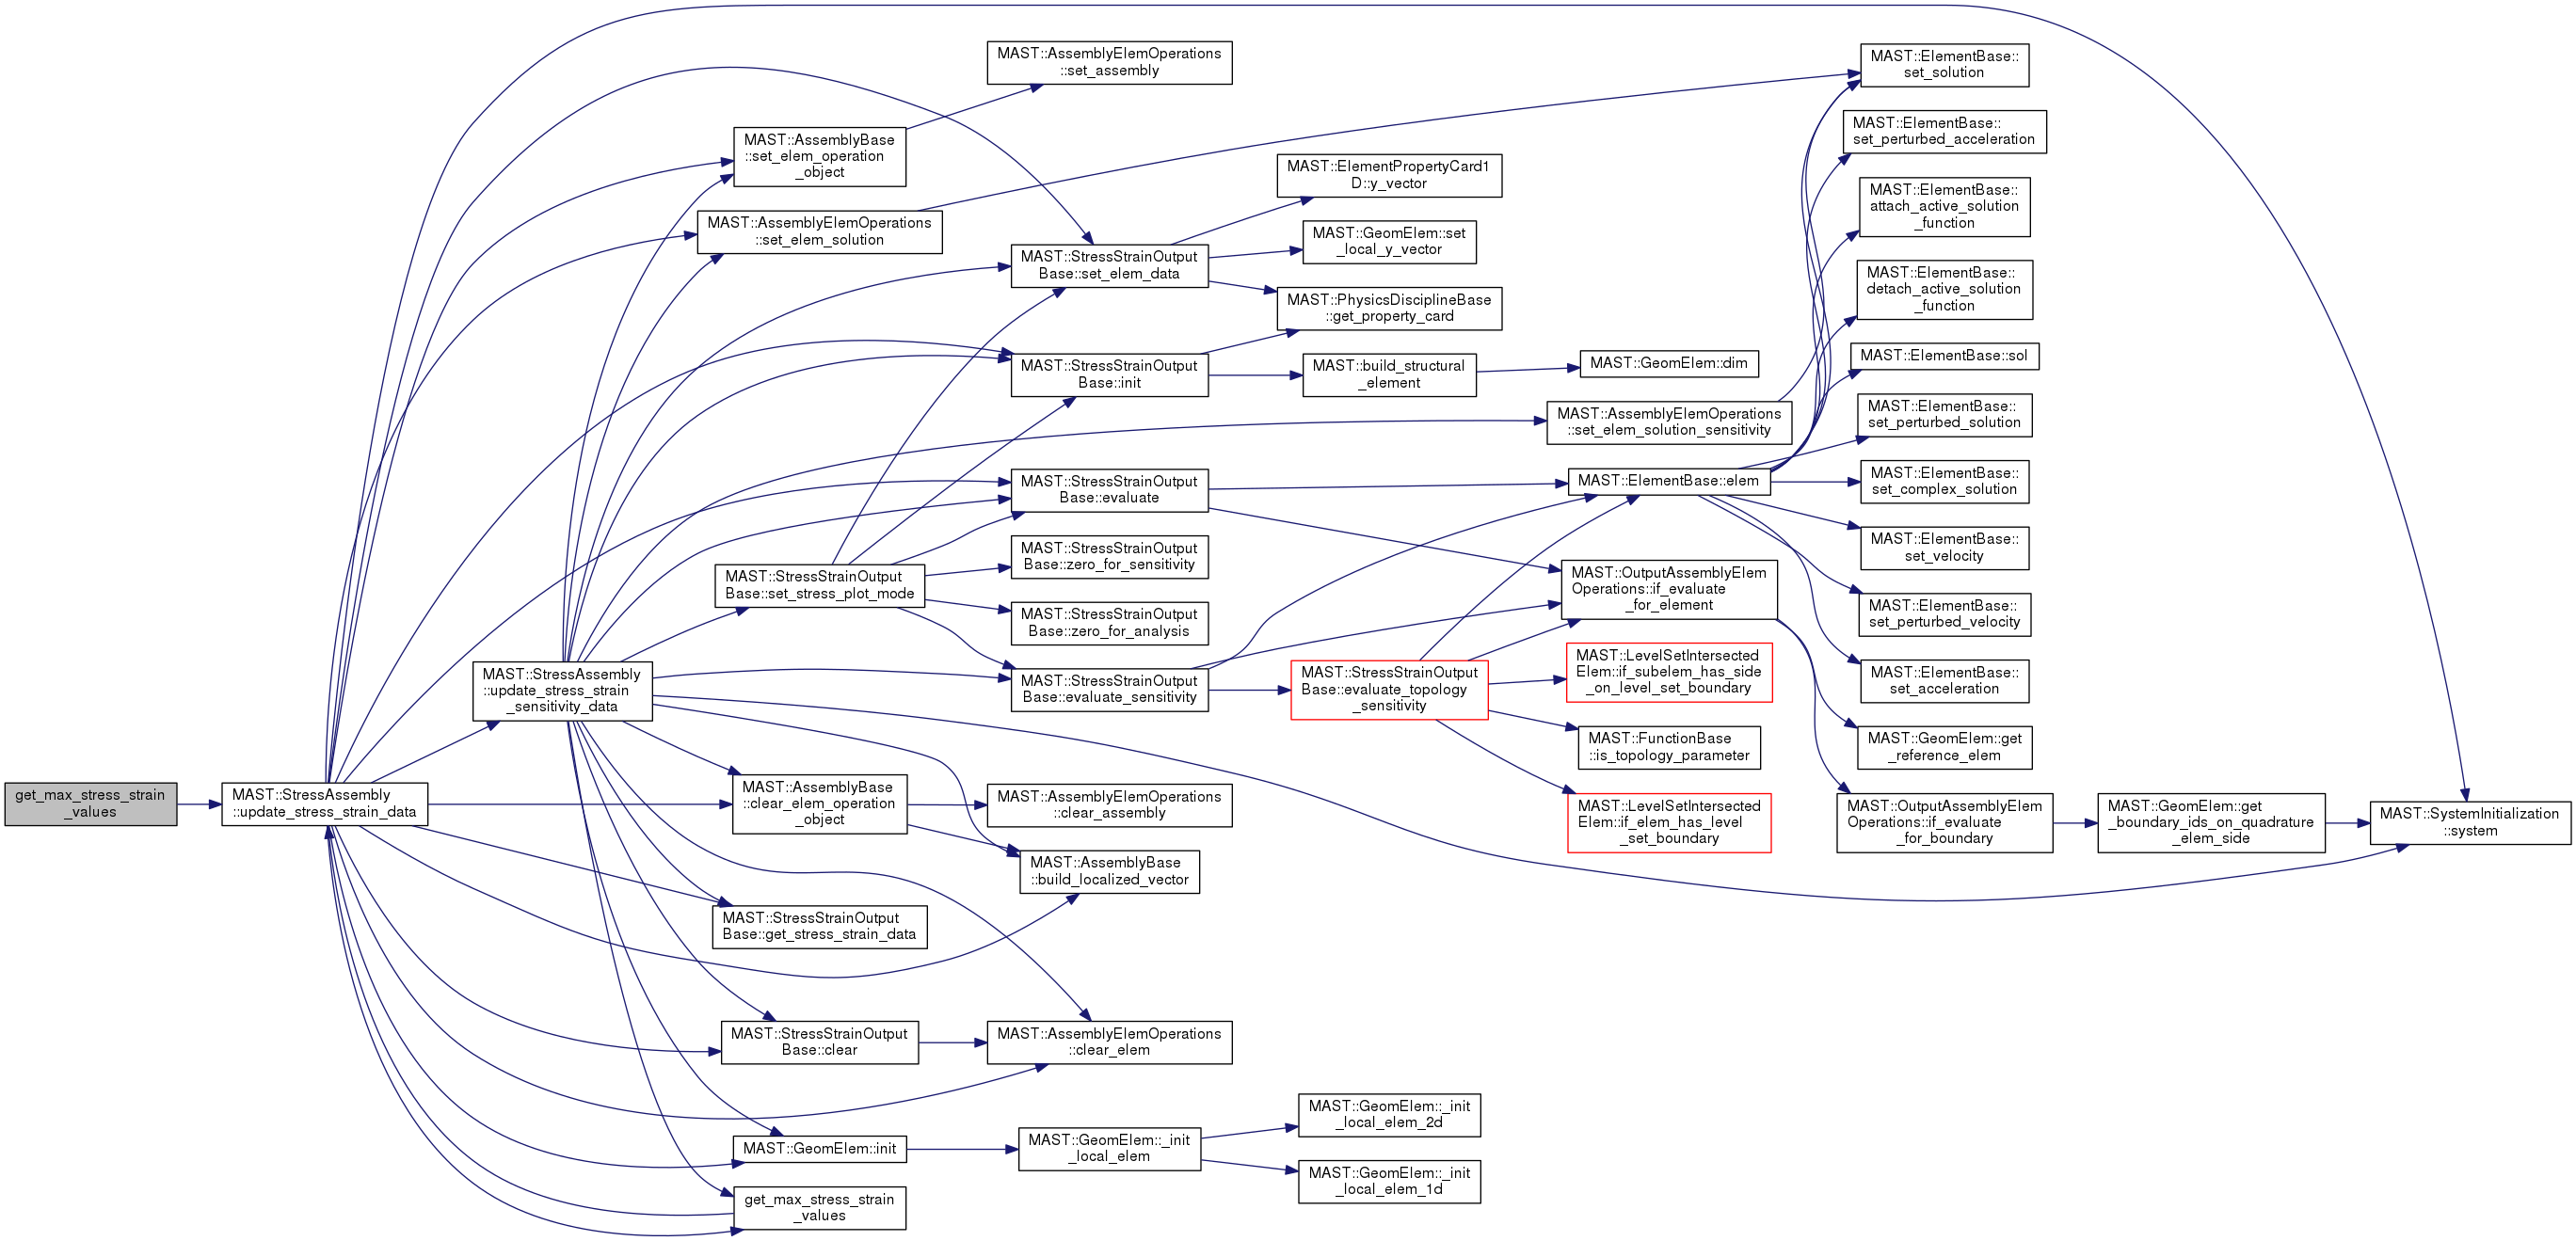 get_max_stress_strain
_values
MAST::StressAssembly
::update_stress_strain_data
MAST::StressAssembly
::update_stress_strain
_sensitivity_data
MAST::AssemblyBase
::set_elem_operation
_object
MAST::AssemblyElemOperations
::set_elem_solution
MAST::StressStrainOutput
Base::set_stress_plot_mode
MAST::AssemblyBase
::clear_elem_operation
_object
MAST::StressStrainOutput
Base::get_stress_strain_data
MAST::StressStrainOutput
Base::clear
MAST::GeomElem::init
get_max_stress_strain
_values
MAST::AssemblyElemOperations
::set_assembly
MAST::StressStrainOutput
Base::set_elem_data
MAST::StressStrainOutput
Base::init
MAST::StressStrainOutput
Base::evaluate
MAST::StressStrainOutput
Base::zero_for_sensitivity
MAST::StressStrainOutput
Base::zero_for_analysis
MAST::StressStrainOutput
Base::evaluate_sensitivity
MAST::AssemblyElemOperations
::clear_assembly
MAST::AssemblyBase
::build_localized_vector
MAST::AssemblyElemOperations
::clear_elem
MAST::GeomElem::_init
_local_elem
MAST::ElementPropertyCard1
D::y_vector
MAST::GeomElem::set
_local_y_vector
MAST::PhysicsDisciplineBase
::get_property_card
MAST::build_structural
_element
MAST::StressStrainOutput
Base::evaluate_topology
_sensitivity
MAST::GeomElem::_init
_local_elem_2d
MAST::GeomElem::_init
_local_elem_1d
MAST::GeomElem::dim
MAST::AssemblyElemOperations
::set_elem_solution_sensitivity
MAST::ElementBase::elem
MAST::OutputAssemblyElem
Operations::if_evaluate
_for_element
MAST::LevelSetIntersected
Elem::if_subelem_has_side
_on_level_set_boundary
MAST::FunctionBase
::is_topology_parameter
MAST::LevelSetIntersected
Elem::if_elem_has_level
_set_boundary
MAST::ElementBase::
set_solution
MAST::ElementBase::
set_perturbed_acceleration
MAST::ElementBase::
attach_active_solution
_function
MAST::ElementBase::
detach_active_solution
_function
MAST::ElementBase::sol
MAST::ElementBase::
set_perturbed_solution
MAST::ElementBase::
set_complex_solution
MAST::ElementBase::
set_velocity
MAST::ElementBase::
set_perturbed_velocity
MAST::ElementBase::
set_acceleration
MAST::GeomElem::get
_reference_elem
MAST::OutputAssemblyElem
Operations::if_evaluate
_for_boundary
MAST::GeomElem::get
_boundary_ids_on_quadrature
_elem_side
MAST::SystemInitialization
::system